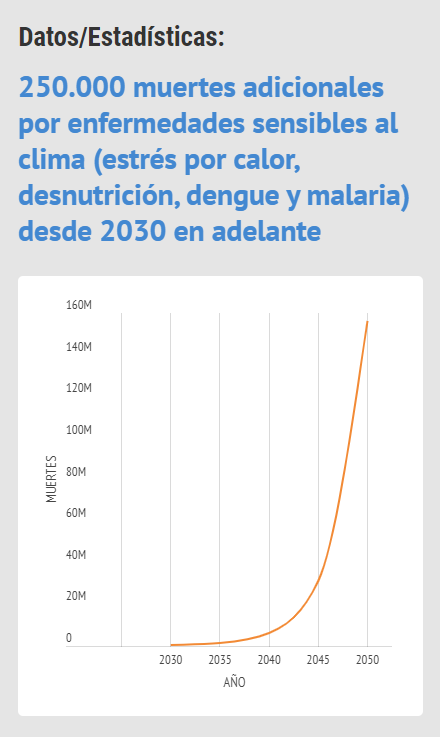 Datos/Estadísticas:
250.000 muertes adicionales
por enfermedades sensibles al
clima (estrés por calor,
desnutrición, dengue y malaria)
desde 2030 en adelante
160M
140M
120M
100M
80M
60M
40M
20M
0
MUERTES
2030 2035 2040 2045 2050
AÑO